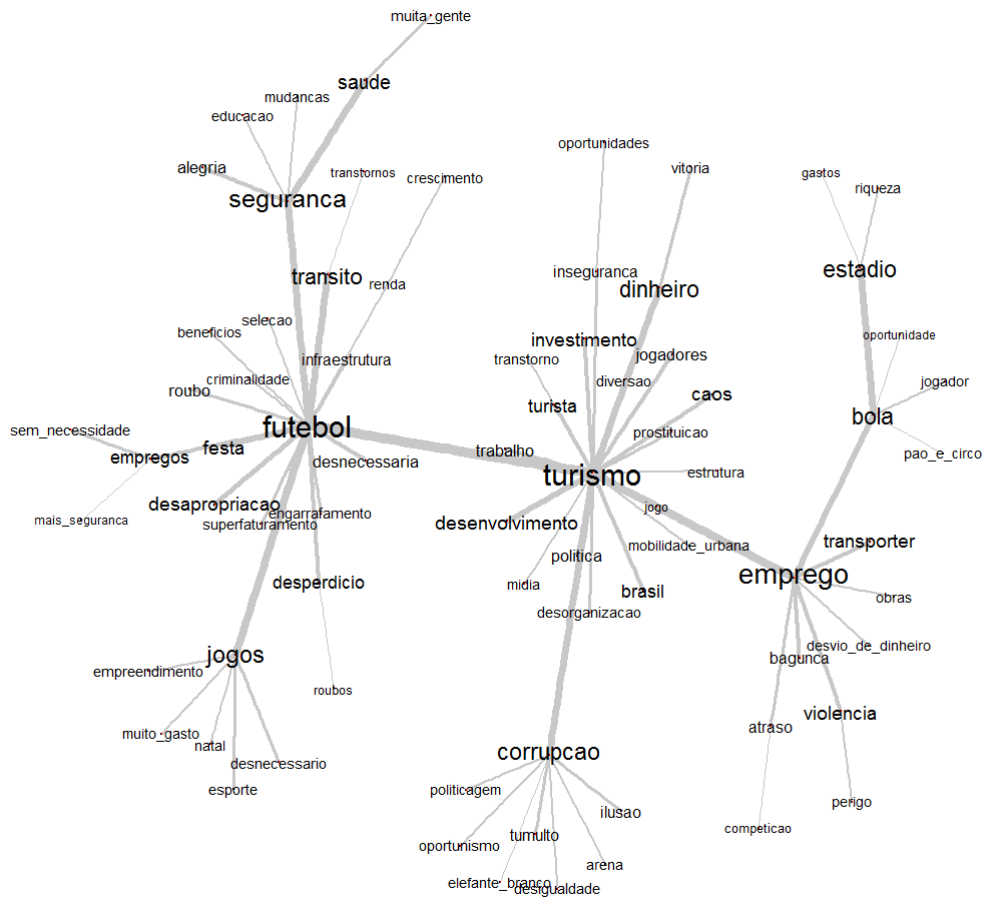 muita_gente
saude
mudancas
educacao
oportunidades
alegria
transtornos
crescimento
vitoria
gastos
riqueza
seguranca
inseguranca
estadio
transito
renda
dinheiro
selecao
beneficios
oportunidade
investimento
infraestrutura
transtorno
jogadores
criminalidade
diversao
jogador
roubo
caos
turista
bola
futebol
sem_necessidade
prostituicao
festa
trabalho
pao_e_circo
empregos
desnecessaria
turismo
estrutura
desapropriacao
jogo
engarrafamento
mais_seguranca
superfaturamento
desenvolvimento
transporter
mobilidade_urbana
politica
emprego
desperdicio
midia
brasil
obras
desorganizacao
desvio_de_dinheiro
jogos
bagunca
empreendimento
roubos
violencia
atraso
muito_gasto
natal
corrupcao
desnecessario
esporte
politicagem
perigo
ilusao
competicao
tumulto
oportunismo
arena
elefante_branco
desigualdade